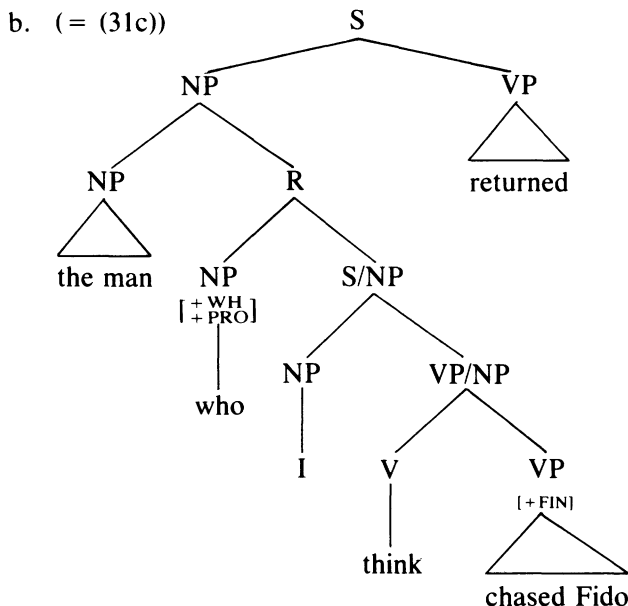 b. (= (31c))
S
NP VP
NP R returned
the man NP S/NP
[+WH
+PRO]
NP VP/NP
who
I V VP
[+FIN]
think
chased Fido